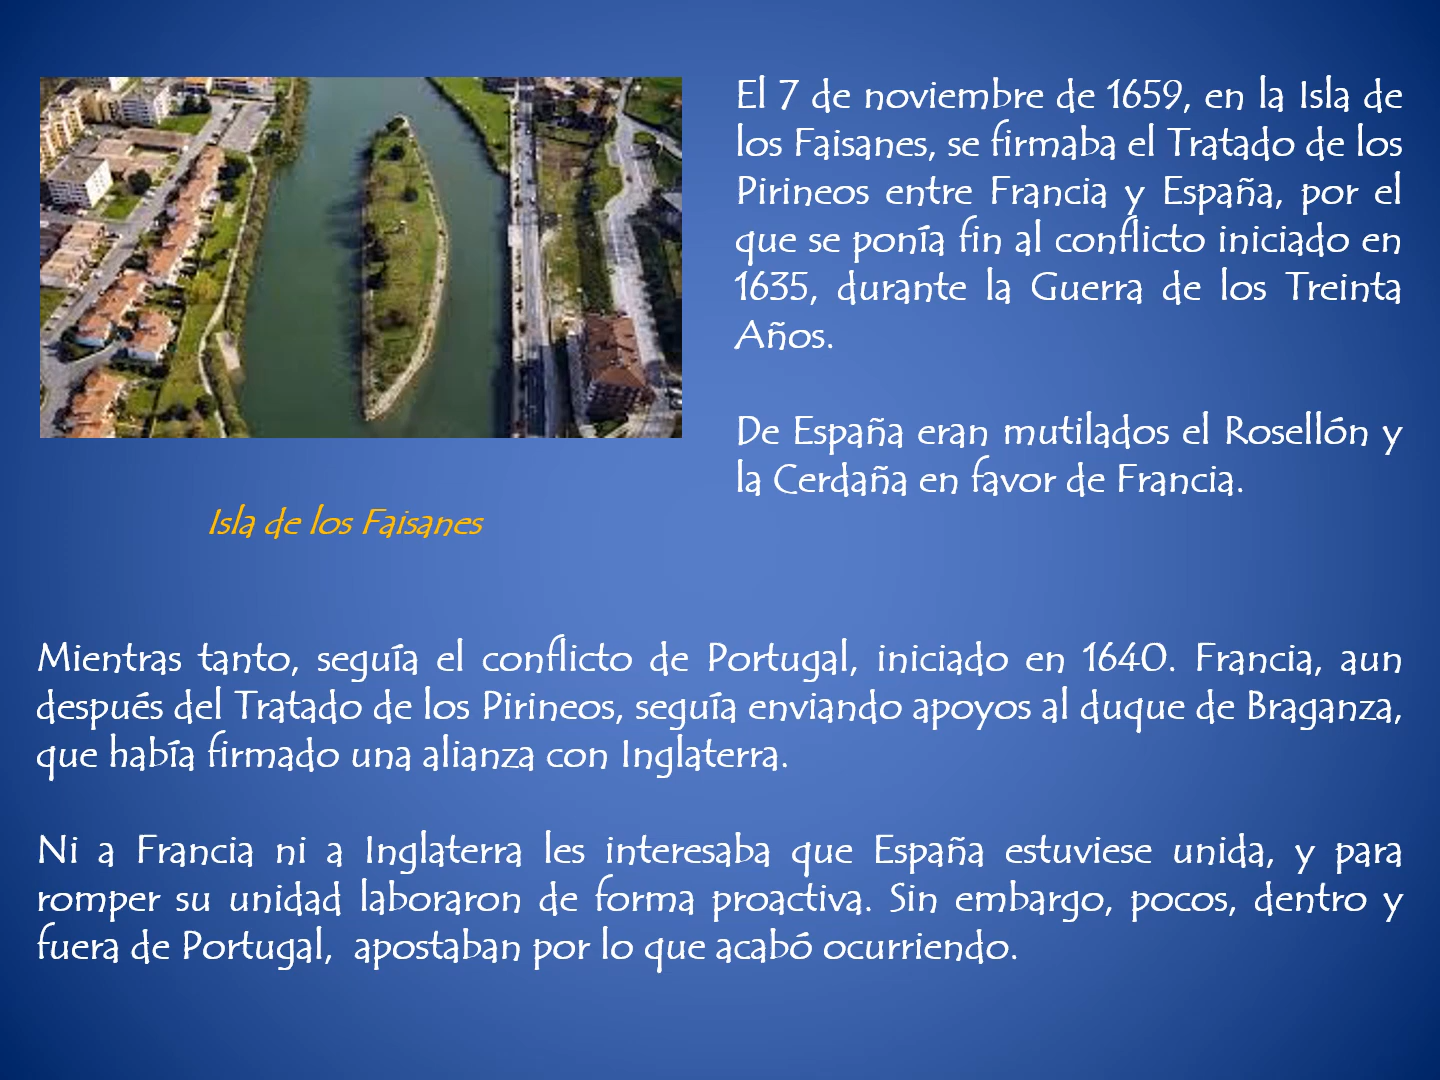 El 7 de noviembre de 1659, en la Isla de
los Faisanes, se firmaba el Tratado de los
Pirineos entre Francia y España, por el
que se ponía fin al conflicto iniciado en
1635, durante la Guerra de los Treinta
Años.
De España eran mutilados el Rosellón y
la Cerdaña en favor de Francia.
Isla de los Faisanes
Mientras tanto, seguía el conflicto de Portugal, iniciado en 1640. Francia, aun
después del Tratado de los Pirineos, seguía enviando apoyos al duque de Braganza,
que había firmado una alianza con Inglaterra.
Ni a Francia ni a Inglaterra les interesaba que España estuviese unida, y para
romper su unidad laboraron de forma proactiva. Sin embargo, pocos, dentro y
fuera de Portugal,  apostaban por lo que acabó ocurriendo.